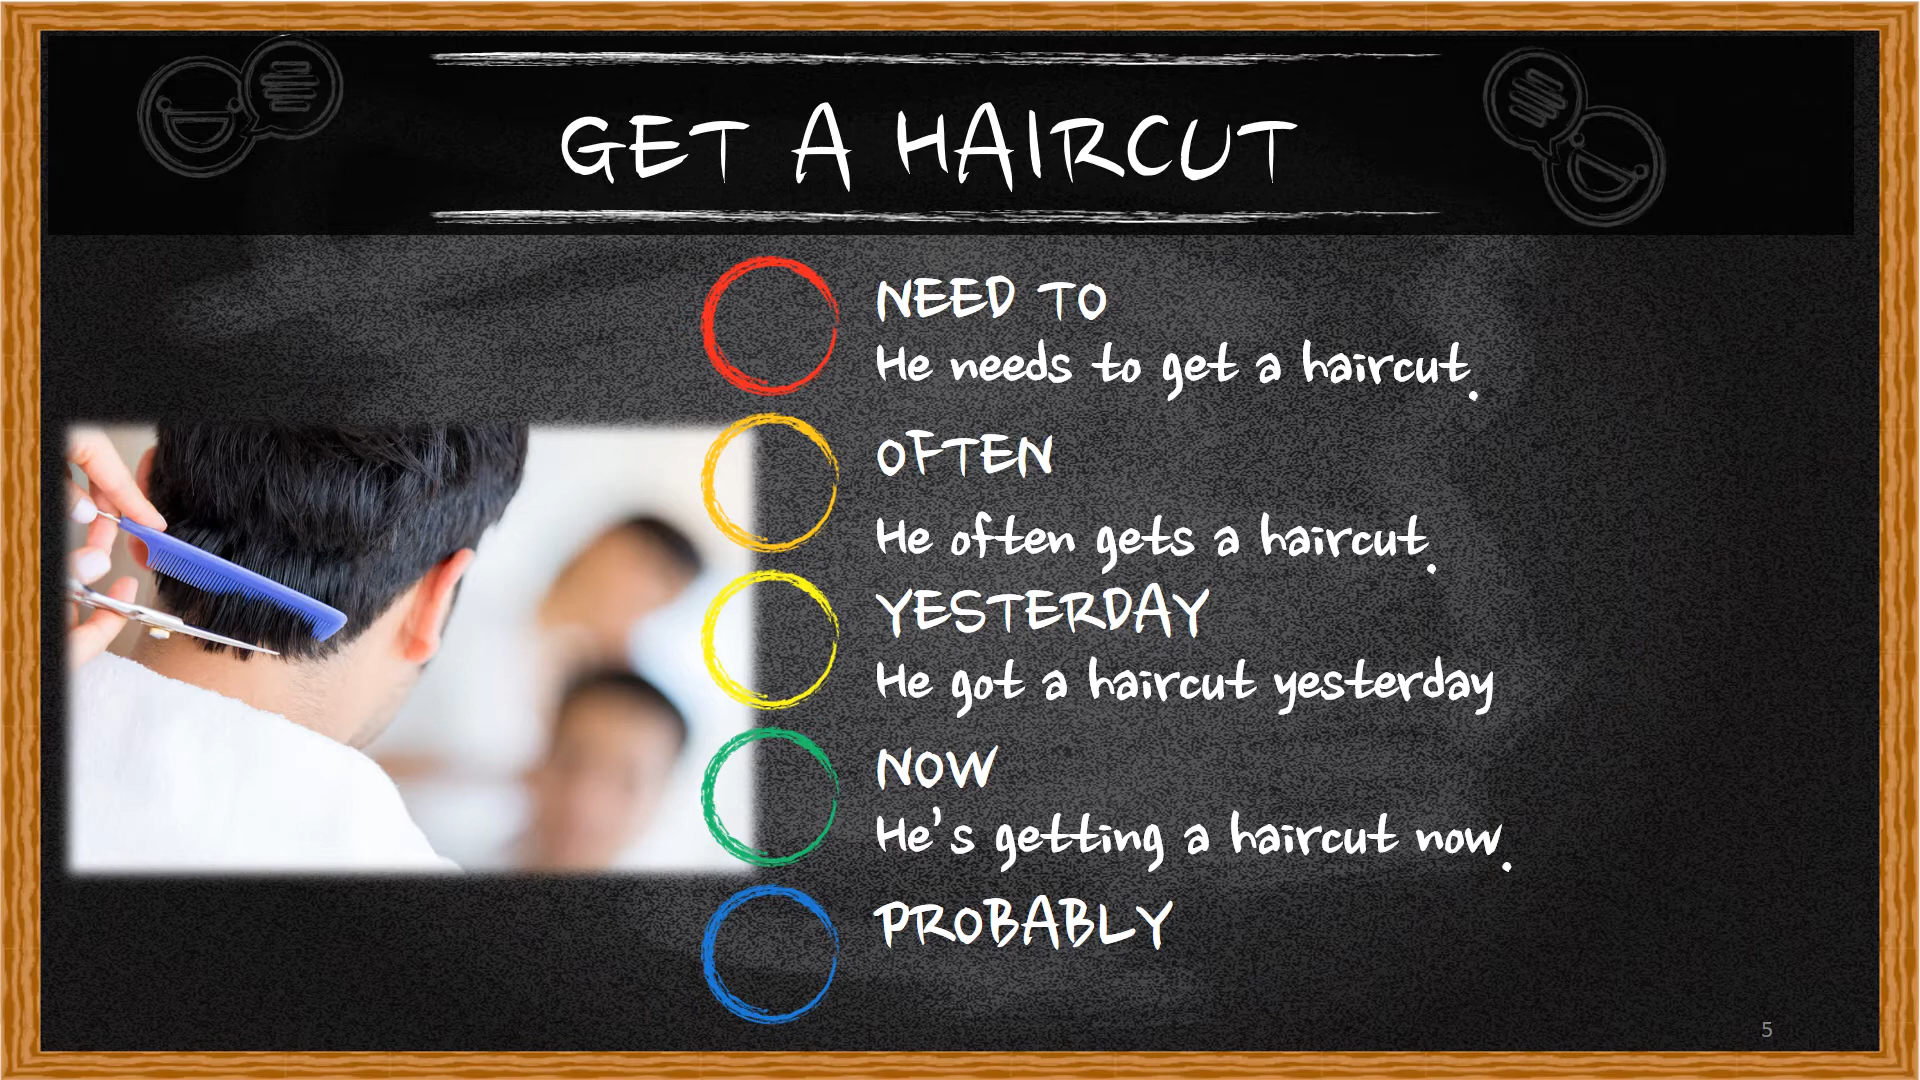 GET A HAIRCUT
NEED TO
He needs to get a haircut.
OFTEN
He often gets a haircut.
YESTERDAY
He got a haircut yesterday
NOW
He's getting a haircut now.
PROBABLY
5